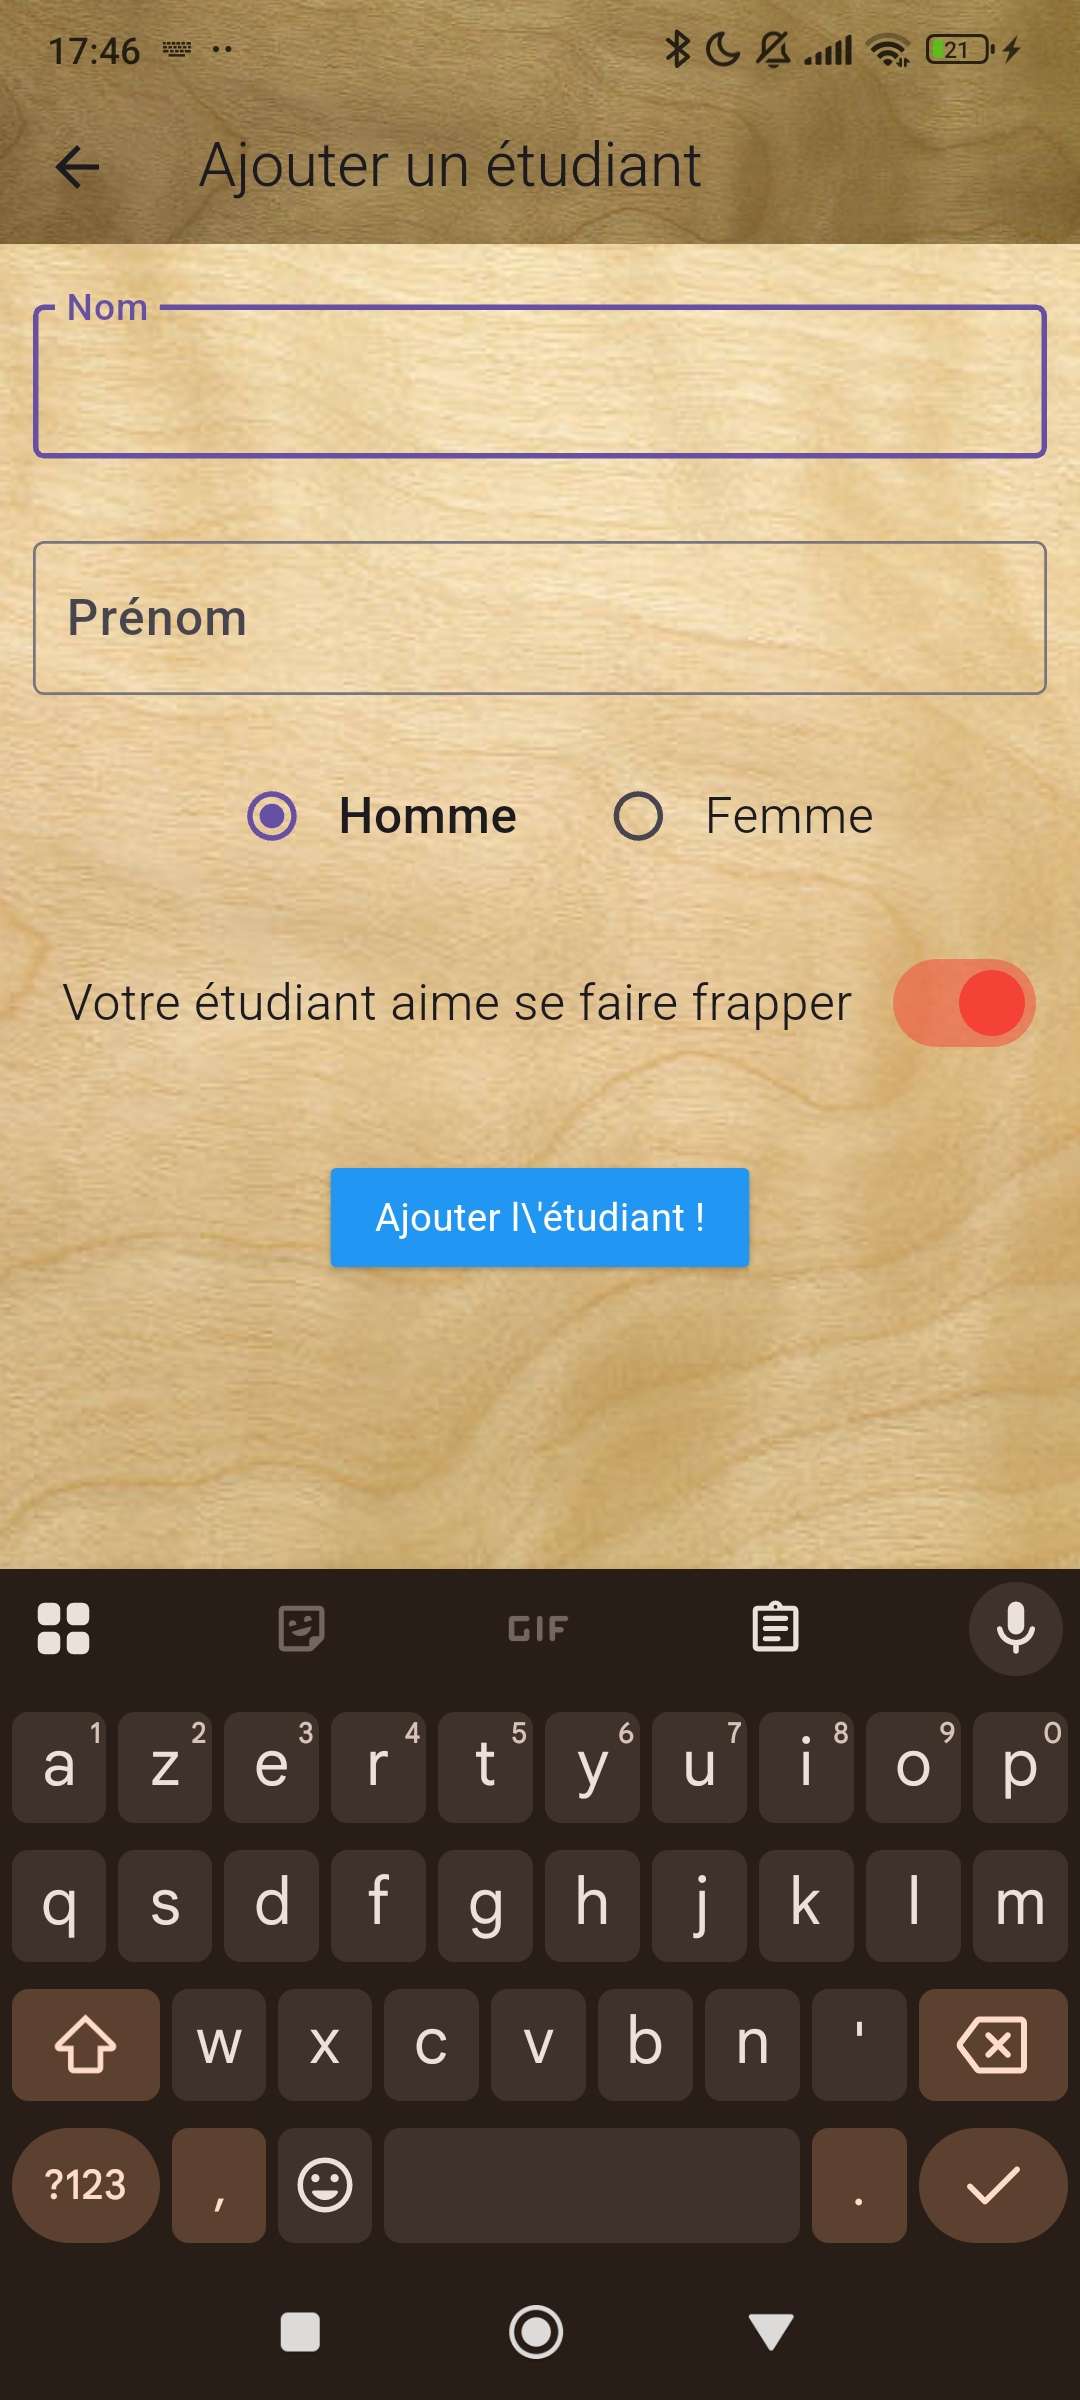 17:46
21
Ajouter un étudiant
Nom
Prénom
Homme Femme
Votre étudiant aime se faire frapper
Ajouter l\'étudiant !
GIF
a 1 z 2 e 3 r 4 t 5 y 6 u 7 i 8 o 9 p 0
q s d f g h j k l m
w x c v b n '
?123 , .